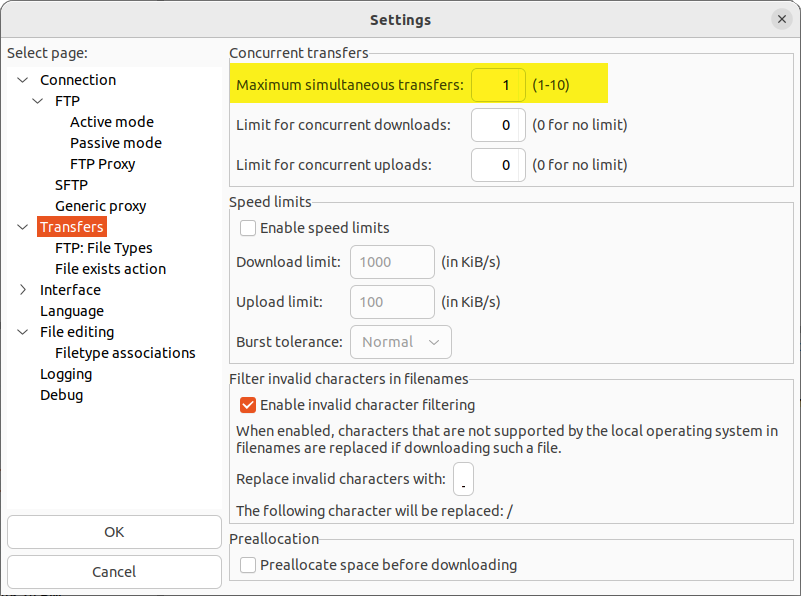 Settings
Select page:
Connection
FTP
Active mode
Passive mode
FTP Proxy
SFTP
Generic proxy
Transfers
FTP: File Types
File exists action
Interface
Language
File editing
Filetype associations
Logging
Debug
OK
Cancel
Concurrent transfers
Maximum simultaneous transfers: 1 (1-10)
Limit for concurrent downloads: 0 (0 for no limit)
Limit for concurrent uploads: 0 (0 for no limit)
Speed limits
Enable speed limits
Download limit: 1000 (in KiB/s)
Upload limit: 100 (in KiB/s)
Burst tolerance: Normal
Filter invalid characters in filenames
Enable invalid character filtering
When enabled, characters that are not supported by the local operating system in
filenames are replaced if downloading such a file.
Replace invalid characters with: _
The following character will be replaced: /
Preallocation
Preallocate space before downloading